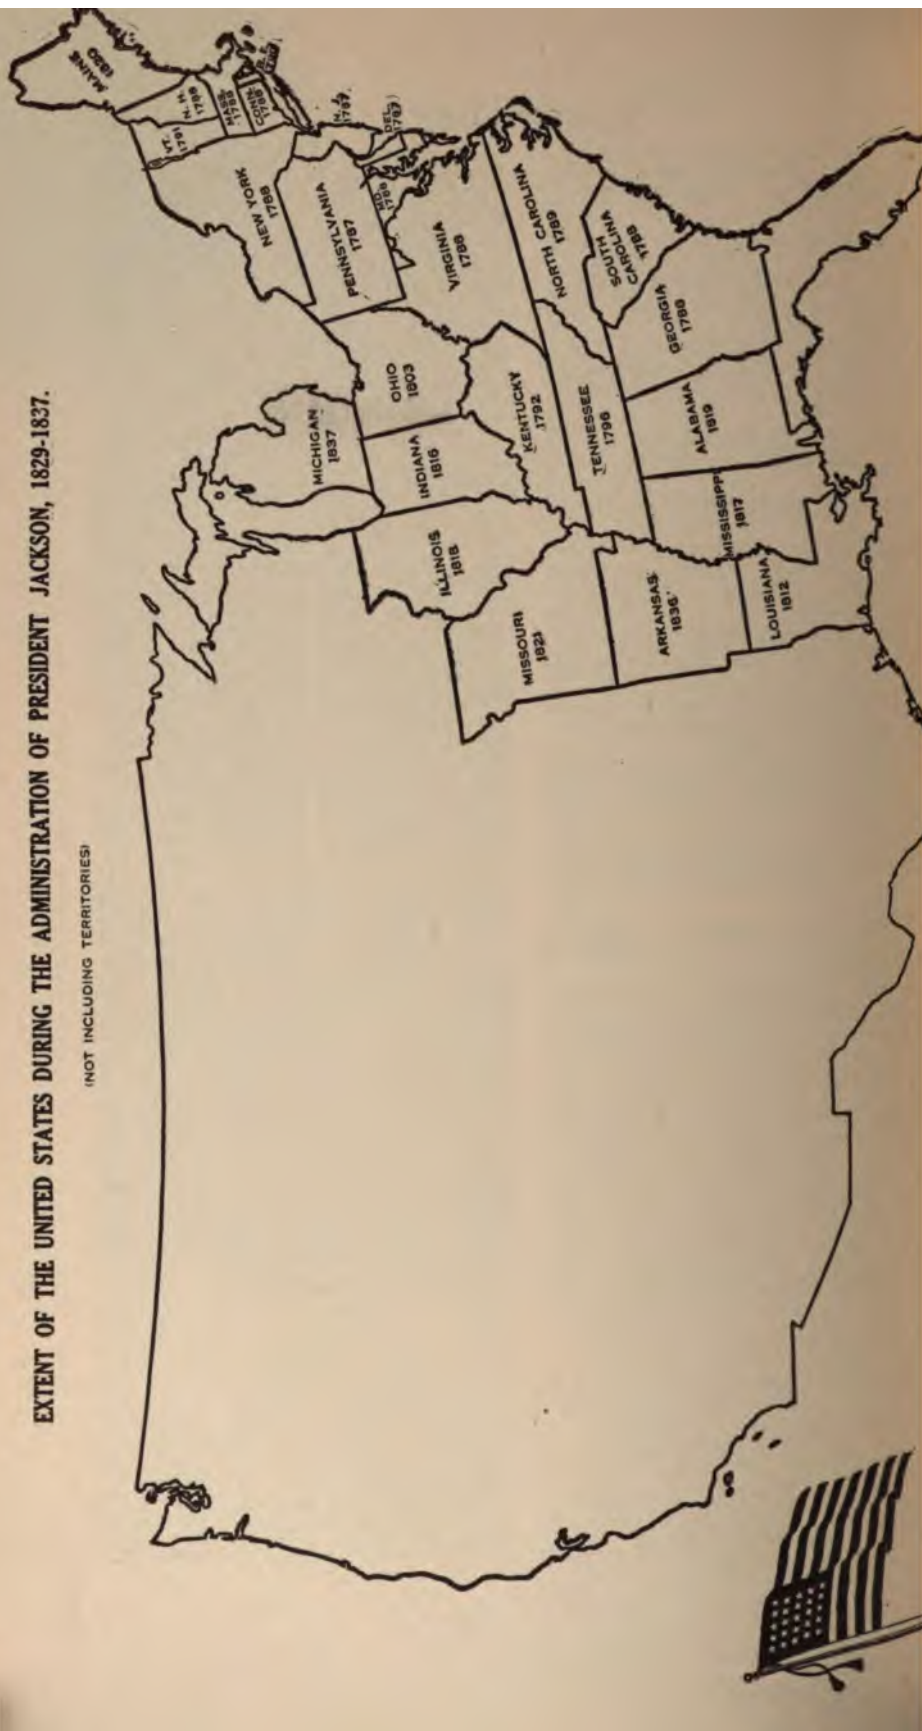 EXTENT OF THE UNITED STATES DURING THE ADMINISTRATION OF PRESIDENT JACKSON, 1829-1837.
(NOT INCLUDING TERRITORIES)
MAINE
1820
N. H.
1788
VT.
1791
MASS.
1788
CONN.
1788
NEW YORK
1788
N. J.
1787
PENNSYLVANIA
1787
DEL.
1787
MD.
1788
VIRGINIA
1788
NORTH CAROLINA
1789
SOUTH
CAROLINA
1788
GEORGIA
1788
MICHIGAN
1837
OHIO
1803
INDIANA
1816
ILLINOIS
1818
KENTUCKY
1792
TENNESSEE
1796
ALABAMA
1819
MISSISSIPPI
1817
MISSOURI
1821
ARKANSAS
1836
LOUISIANA
1812